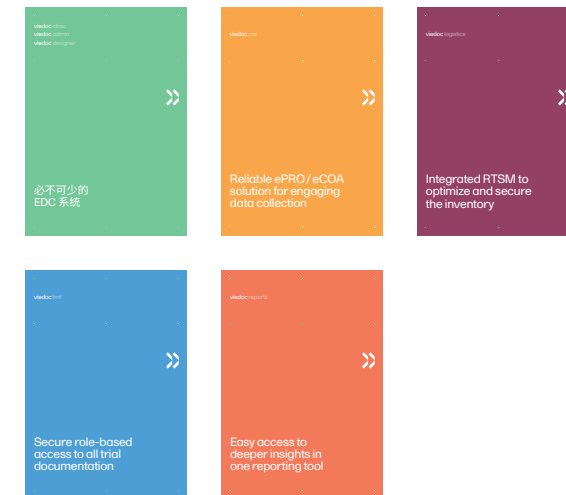 viedoc clinic
viedoc admin
viedoc designer
必不可少的
EDC 系统
viedoc me
Reliable ePRO / eCOA
solution for engaging
data collection
viedoc logistics
Integrated RTSM to
optimize and secure
the inventory
viedoc tmf
Secure role-based
access to all trial
documentation
viedoc reports
Easy access to
deeper insights in
one reporting tool